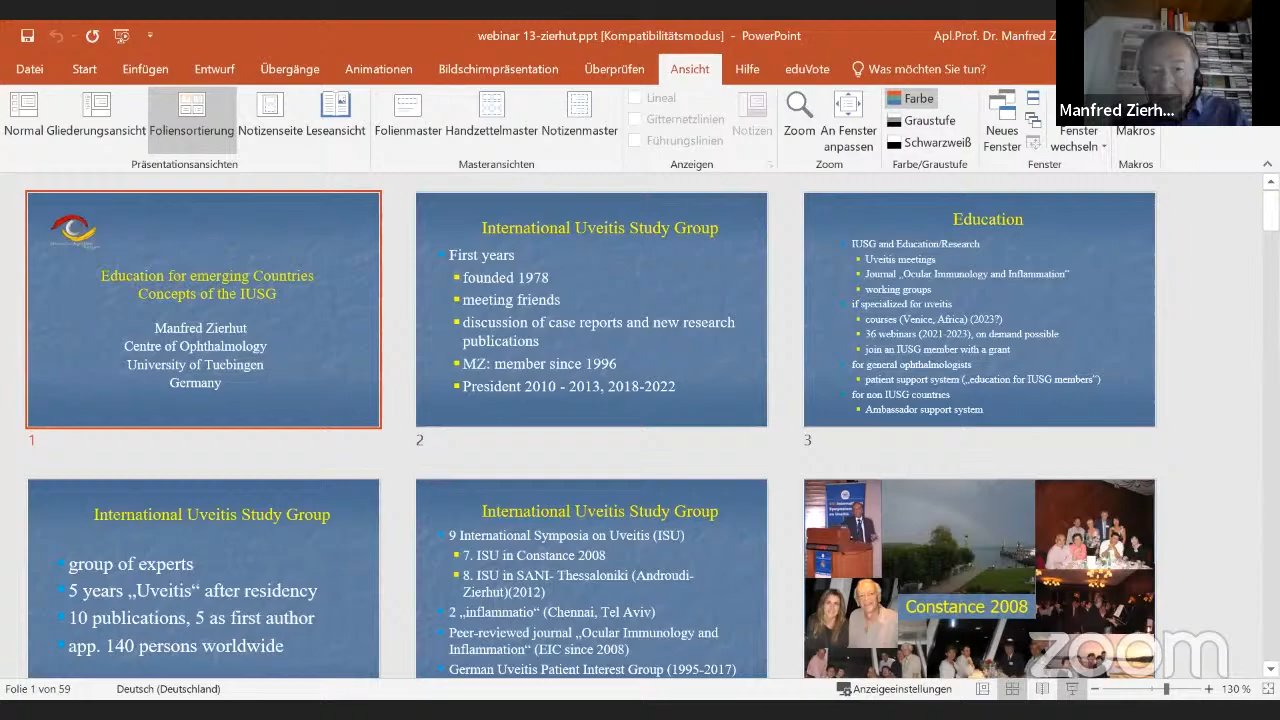 webinar 13-zierhut.ppt [Kompatibilitätsmodus] - PowerPoint
Apl.Prof. Dr. Manfred Z
Manfred Zierh...
Datei Start Einfügen Entwurf Übergänge Animationen Bildschirmpräsentation Überprüfen Ansicht Hilfe eduVote Was möchten Sie tun?
Normal Gliederungsansicht Foliensortierung Notizenseite Leseansicht
Präsentationsansichten
Folienmaster Handzettelmaster Notizenmaster
Masteransichten
Lineal
Gitternetzlinien
Führungslinien
Notizen
Anzeigen
Zoom An Fenster
anpassen
Zoom
Farbe
Graustufe
Schwarzweiß
Farbe/Graustufe
Neues
Fenster
Fenster
wechseln
Fenster
Makros
Makros
Education for emerging Countries
Concepts of the IUSG
Manfred Zierhut
Centre of Ophthalmology
University of Tuebingen
Germany
1
International Uveitis Study Group
First years
founded 1978
meeting friends
discussion of case reports and new research
publications
MZ: member since 1996
President 2010 - 2013, 2018-2022
2
Education
IUSG and Education/Research
Uveitis meetings
Journal „Ocular Immunology and Inflammation"
working groups
if specialized for uveitis
courses (Venice, Africa) (2023?)
36 webinars (2021-2023), on demand possible
join an IUSG member with a grant
for general ophthalmologists
patient support system („education for IUSG members")
for non IUSG countries
Ambassador support system
3
International Uveitis Study Group
group of experts
5 years „Uveitis“ after residency
10 publications, 5 as first author
app. 140 persons worldwide
International Uveitis Study Group
9 International Symposia on Uveitis (ISU)
7. ISU in Constance 2008
8. ISU in SANI- Thessaloniki (Androudi-
Zierhut)(2012)
2 „inflammatio“ (Chennai, Tel Aviv)
Peer-reviewed journal „Ocular Immunology and
Inflammation“ (EIC since 2008)
German Uveitis Patient Interest Group (1995-2017)
Constance 2008
zoom
Folie 1 von 59 Deutsch (Deutschland) Anzeigeeinstellungen 130 %